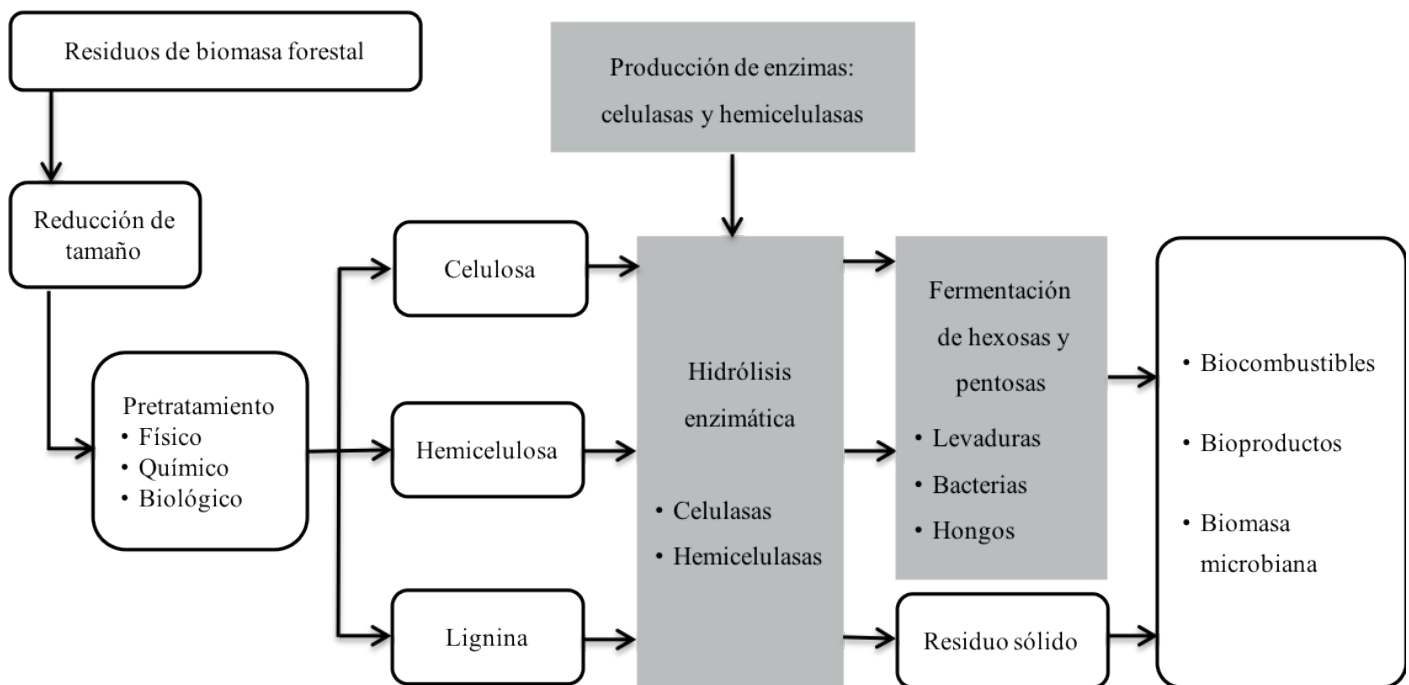 Residuos de biomasa forestal
Producción de enzimas:
celulasas y hemicelulasas
Reducción de
tamaño
Pretratamiento
• Físico
• Químico
• Biológico
Celulosa
Hemicelulosa
Lignina
Hidrólisis
enzimática
• Celulasas
• Hemicelulasas
Fermentación
de hexosas y
pentosas
• Levaduras
• Bacterias
• Hongos
Residuo sólido
• Biocombustibles
• Bioproductos
• Biomasa
microbiana